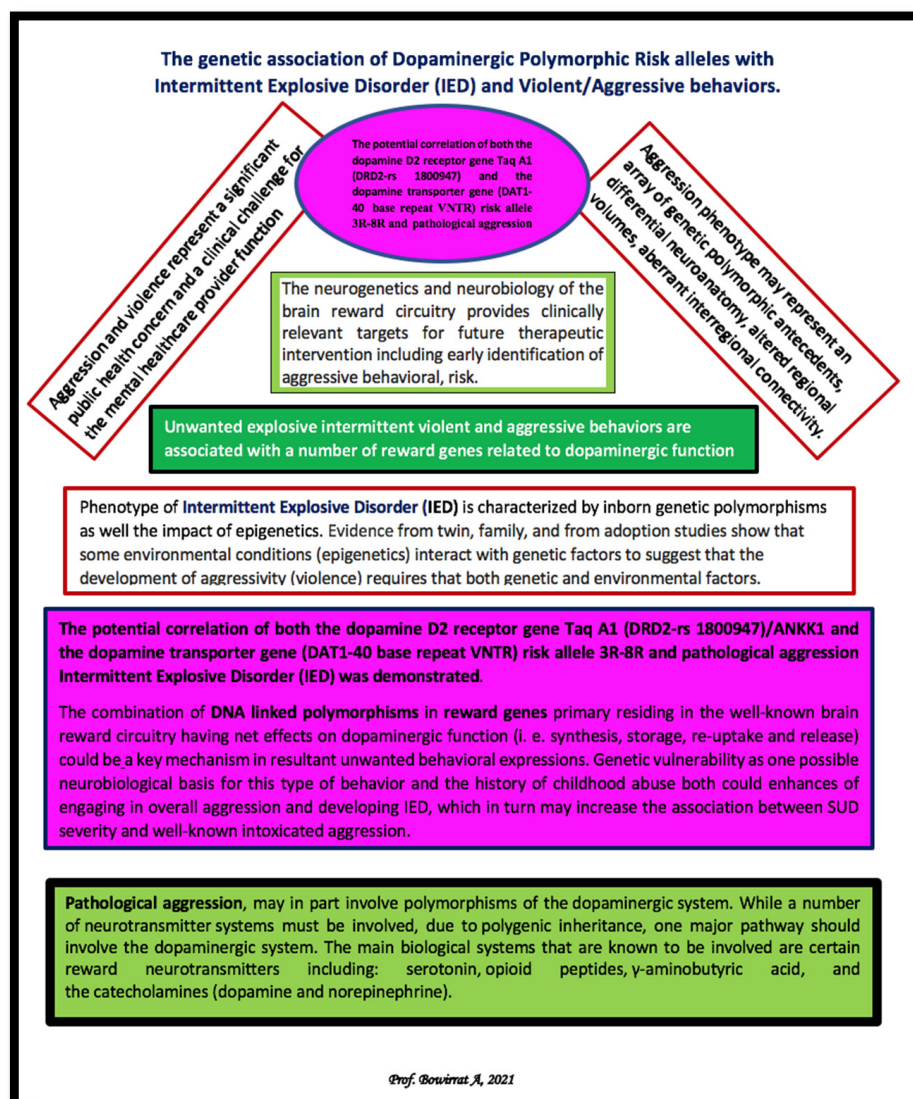 The genetic association of Dopaminergic Polymorphic Risk alleles with
Intermittent Explosive Disorder (IED) and Violent/Aggressive behaviors.
Aggression and violence represent a significant
public health concern and a clinical challenge for
the mental healthcare provider function
The potential correlation of both the
dopamine D2 receptor gene Taq A1
(DRD2-rs 1800947) and the
dopamine transporter gene (DAT1-
40 base repeat VNTR) risk allele
3R-8R and pathological aggression
Aggression phenotype may represent an
array of genetic polymorphic antecedents,
differential neuroanatomy, altered regional
volumes, aberrant interregional connectivity.
The neurogenetics and neurobiology of the
brain reward circuitry provides clinically
relevant targets for future therapeutic
intervention including early identification of
aggressive behavioral, risk.
Unwanted explosive intermittent violent and aggressive behaviors are
associated with a number of reward genes related to dopaminergic function
Phenotype of Intermittent Explosive Disorder (IED) is characterized by inborn genetic polymorphisms
as well the impact of epigenetics. Evidence from twin, family, and from adoption studies show that
some environmental conditions (epigenetics) interact with genetic factors to suggest that the
development of aggressivity (violence) requires that both genetic and environmental factors.
The potential correlation of both the dopamine D2 receptor gene Taq A1 (DRD2-rs 1800947)/ANKK1 and
the dopamine transporter gene (DAT1-40 base repeat VNTR) risk allele 3R-8R and pathological aggression
Intermittent Explosive Disorder (IED) was demonstrated.
The combination of DNA linked polymorphisms in reward genes primary residing in the well-known brain
reward circuitry having net effects on dopaminergic function (i. e. synthesis, storage, re-uptake and release)
could be a key mechanism in resultant unwanted behavioral expressions. Genetic vulnerability as one possible
neurobiological basis for this type of behavior and the history of childhood abuse both could enhances of
engaging in overall aggression and developing IED, which in turn may increase the association between SUD
severity and well-known intoxicated aggression.
Pathological aggression, may in part involve polymorphisms of the dopaminergic system. While a number
of neurotransmitter systems must be involved, due to polygenic inheritance, one major pathway should
involve the dopaminergic system. The main biological systems that are known to be involved are certain
reward neurotransmitters including: serotonin, opioid peptides, γ-aminobutyric acid, and
the catecholamines (dopamine and norepinephrine).
Prof. Bowirrat A, 2021